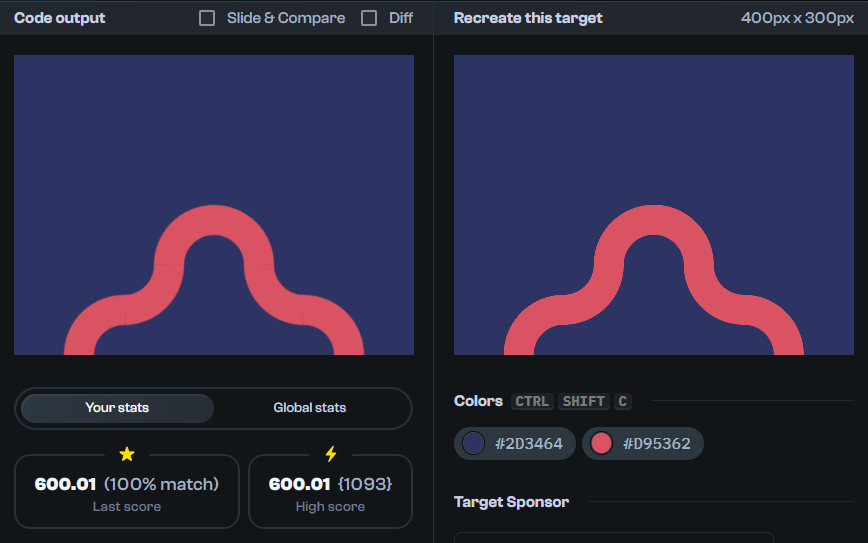 Code output
Slide & Compare
Diff
Recreate this target
400px x 300px
Your stats
Global stats
600.01 (100% match)
Last score
600.01 {1093}
High score
Colors CTRL SHIFT C
#2D3464
#D95362
Target Sponsor